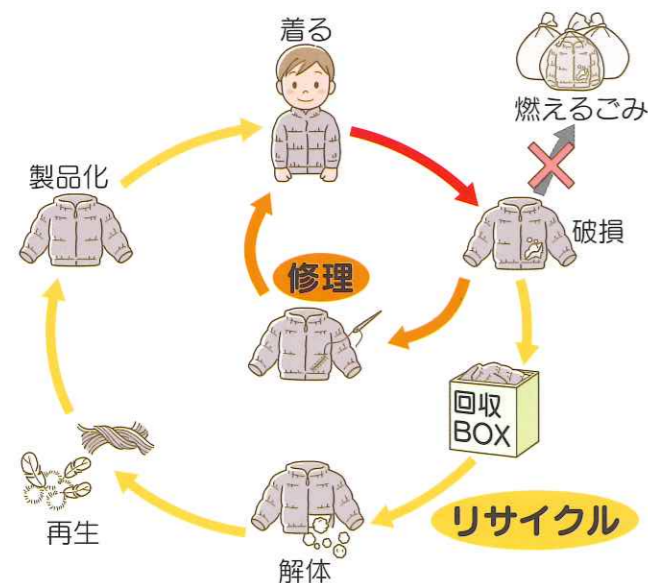 着る
燃えるごみ
製品化
破損
修理
回収
BOX
リサイクル
再生
解体